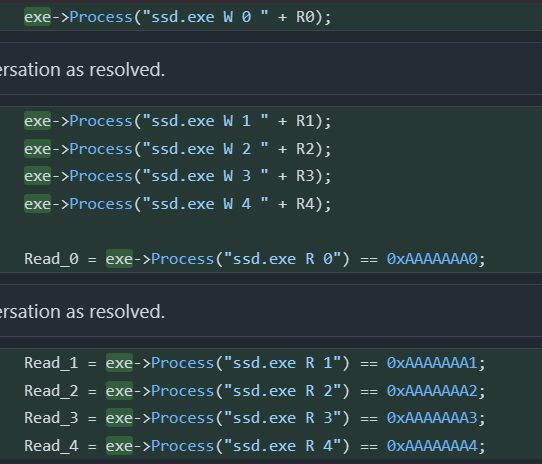 exe->Process("ssd.exe W 0 " + R0);
ersation as resolved.
exe->Process("ssd.exe W 1 " + R1);
exe->Process("ssd.exe W 2 " + R2);
exe->Process("ssd.exe W 3 " + R3);
exe->Process("ssd.exe W 4 " + R4);
Read_0 = exe->Process("ssd.exe R 0") == 0xAAAAAAA0;
ersation as resolved.
Read_1 = exe->Process("ssd.exe R 1") == 0xAAAAAAA1;
Read_2 = exe->Process("ssd.exe R 2") == 0xAAAAAAA2;
Read_3 = exe->Process("ssd.exe R 3") == 0xAAAAAAA3;
Read_4 = exe->Process("ssd.exe R 4") == 0xAAAAAAA4;